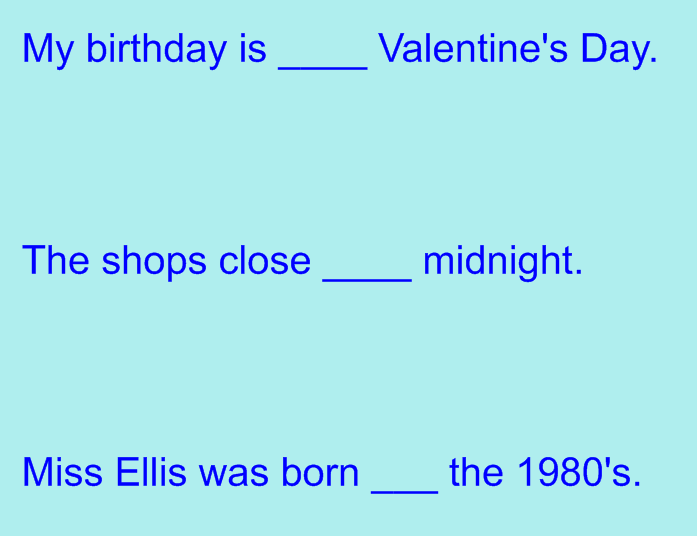 My birthday is ____ Valentine's Day.
The shops close ____ midnight.
Miss Ellis was born ___ the 1980's.